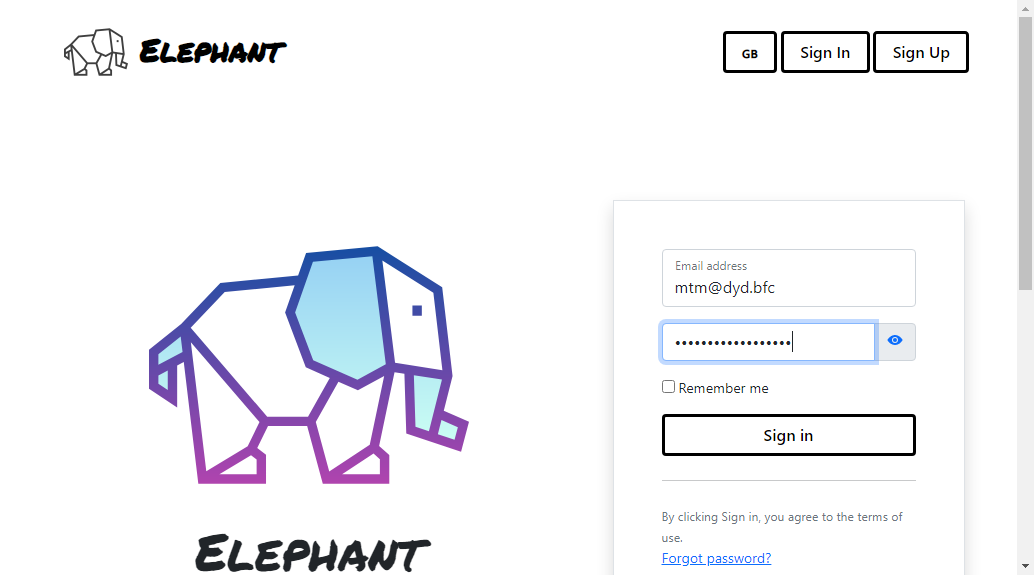 Elephant
GB
Sign In
Sign Up
Email address
mtm@dyd.bfc
••••••••••••••••••
Remember me
Sign in
By clicking Sign in, you agree to the terms of
use.
Forgot password?
Elephant